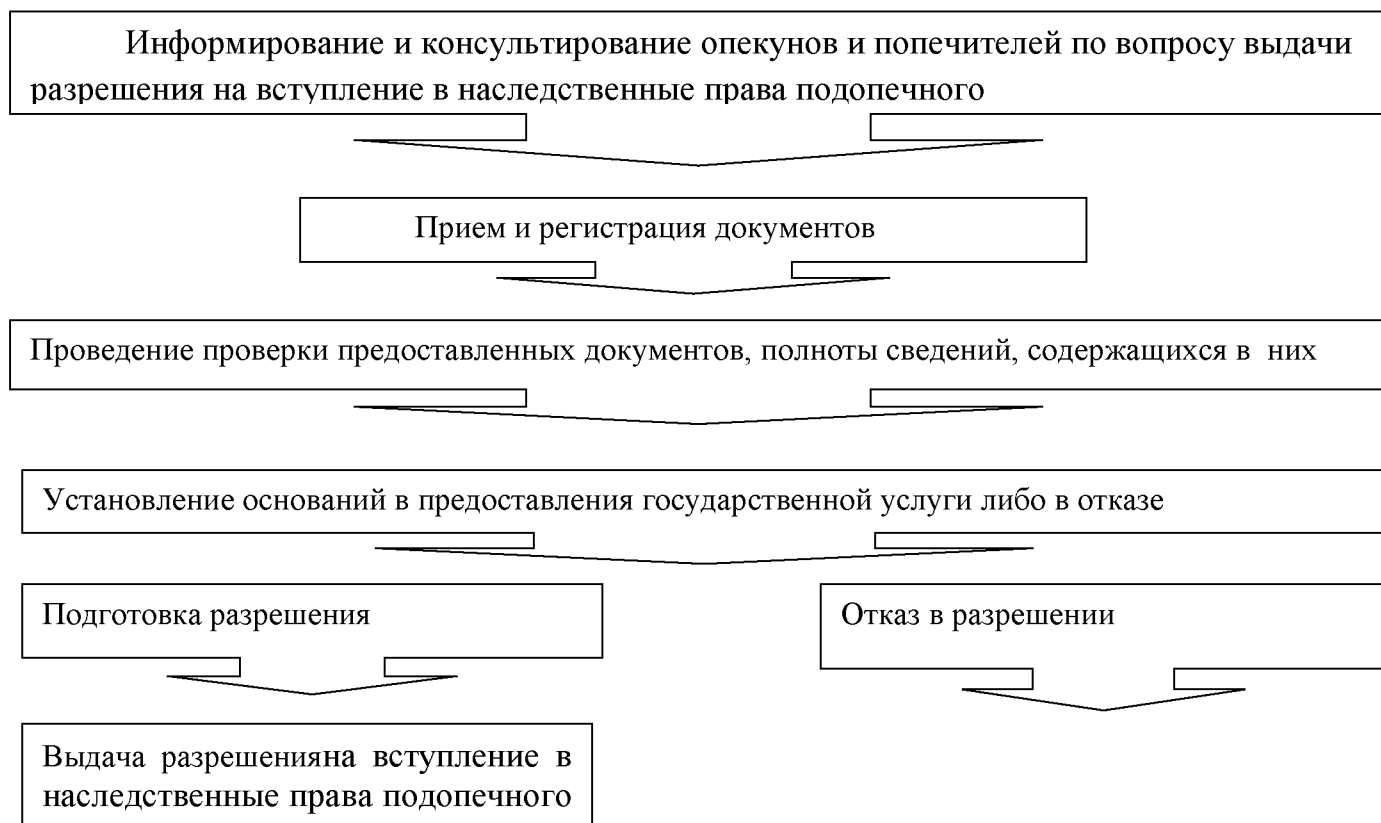 Информирование и консультирование опекунов и попечителей по вопросу выдачи
разрешения на вступление в наследственные права подопечного
Прием и регистрация документов
Проведение проверки предоставленных документов, полноты сведений, содержащихся в них
Установление оснований в предоставления государственной услуги либо в отказе
Подготовка разрешения
Отказ в разрешении
Выдача разрешенияна вступление в
наследственные права подопечного